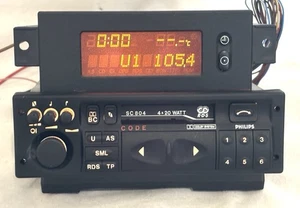 0:00 --.-°c
U1 105,4
SC 804 4×20 WATT
CD
BC
CODE
U AS
SML
RDS TP
PHILIPS
1 2 3
4 5 6